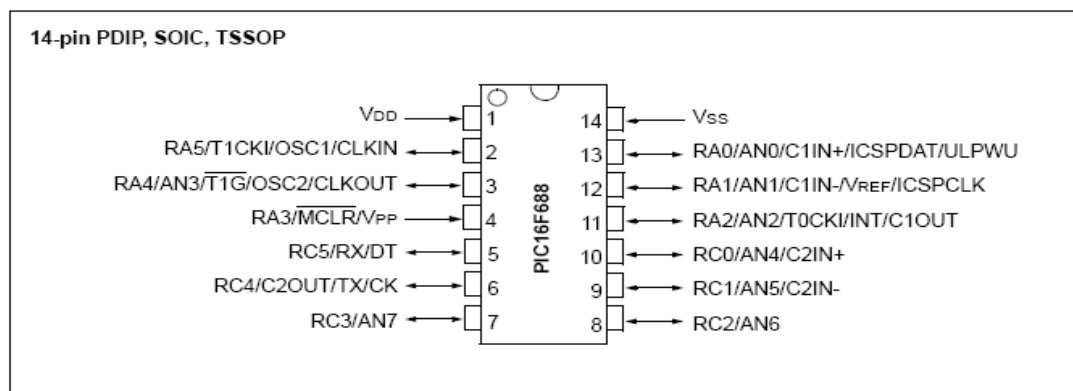 14-pin PDIP, SOIC, TSSOP
VDD
RA5/T1CKI/OSC1/CLKIN
RA4/AN3/T1G/OSC2/CLKOUT
RA3/MCLR/VPP
RC5/RX/DT
RC4/C2OUT/TX/CK
RC3/AN7
1
2
3
4
5
6
7
PIC16F688
14
13
12
11
10
9
8
VSS
RA0/AN0/C1IN+/ICSPDAT/ULPWU
RA1/AN1/C1IN-/VREF/ICSPCLK
RA2/AN2/T0CKI/INT/C1OUT
RC0/AN4/C2IN+
RC1/AN5/C2IN-
RC2/AN6